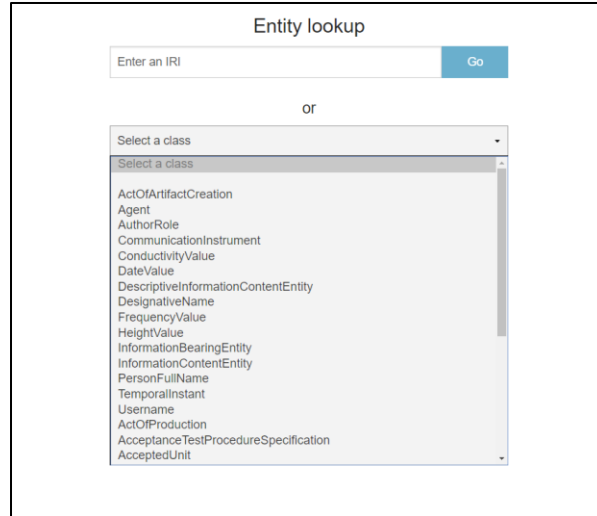 Entity lookup
Enter an IRI
Go
or
Select a class
Select a class
ActOfArtifactCreation
Agent
AuthorRole
CommunicationInstrument
ConductivityValue
DateValue
DescriptiveInformationContentEntity
DesignativeName
FrequencyValue
HeightValue
InformationBearingEntity
InformationContentEntity
PersonFullName
TemporalInstant
Username
ActOfProduction
AcceptanceTestProcedureSpecification
AcceptedUnit